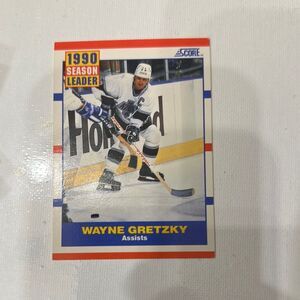 1990
SEASON
LEADER
SCORE
C
WAYNE GRETZKY
Assists